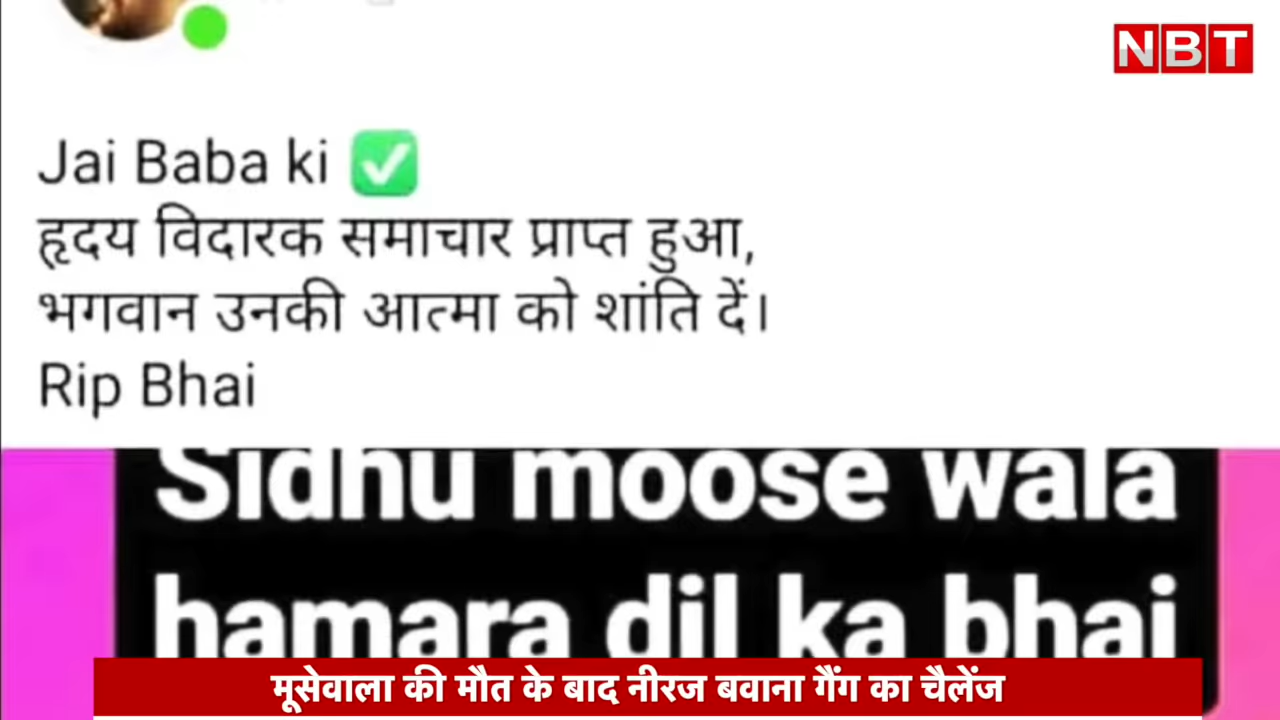 NBT
Jai Baba ki ✅
हृदय विदारक समाचार प्राप्त हुआ,
भगवान उनकी आत्मा को शांति दें।
Rip Bhai
Sidhu moose wala
hamara dil ka bhai
मूसेवाला की मौत के बाद नीरज बवाना गैंग का चैलेंज